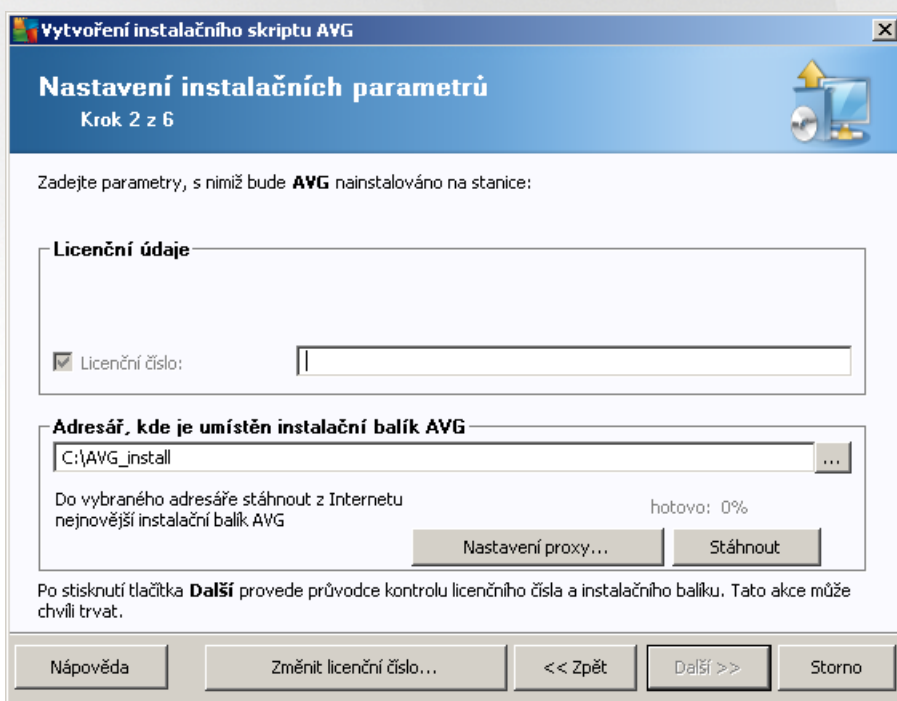 Vytvoření instalačního skriptu AVG
Nastavení instalačních parametrů
Krok 2 z 6
Zadejte parametry, s nimiž bude AVG nainstalováno na stanice:
Licenční údaje
Licenční číslo:
Adresář, kde je umístěn instalační balík AVG
C:\AVG_install
...
Do vybraného adresáře stáhnout z Internetu
nejnovější instalační balík AVG
hotovo: 0%
Nastavení proxy...
Stáhnout
Po stisknutí tlačítka Další provede průvodce kontrolu licenčního čísla a instalačního balíku. Tato akce může
chvíli trvat.
Nápověda
Změnit licenční číslo...
<< Zpět
Další >>
Storno